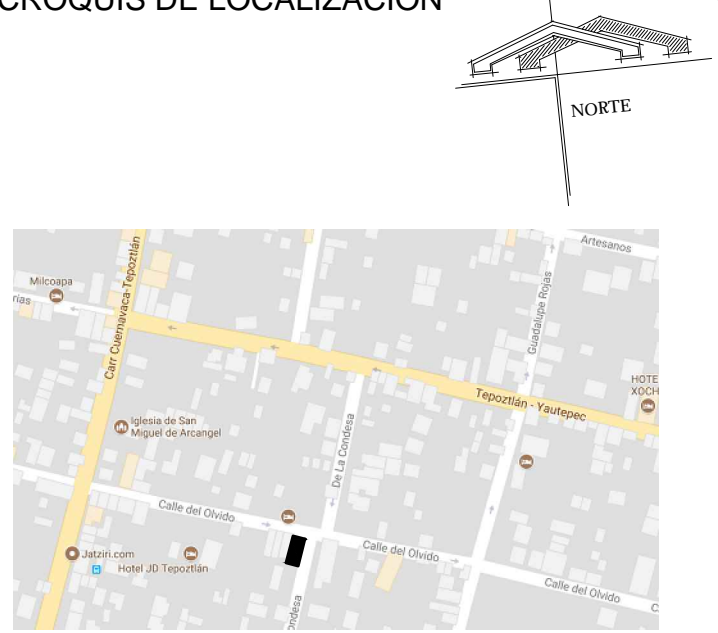 CROQUIS DE LOCALIZACIÓN
NORTE
Artesanos
Milcoapa
rias
Carr Cuernavaca-Tepoztlán
Guadalupe Rojas
HOTE
XOCH
Tepoztlán - Yautepec
Iglesia de San
Miguel de Arcangel
De La Condesa
Calle del Olvido
Calle del Olvido
Jatziri.com
Hotel JD Tepoztlán
Calle del Olvido
C
ondesa